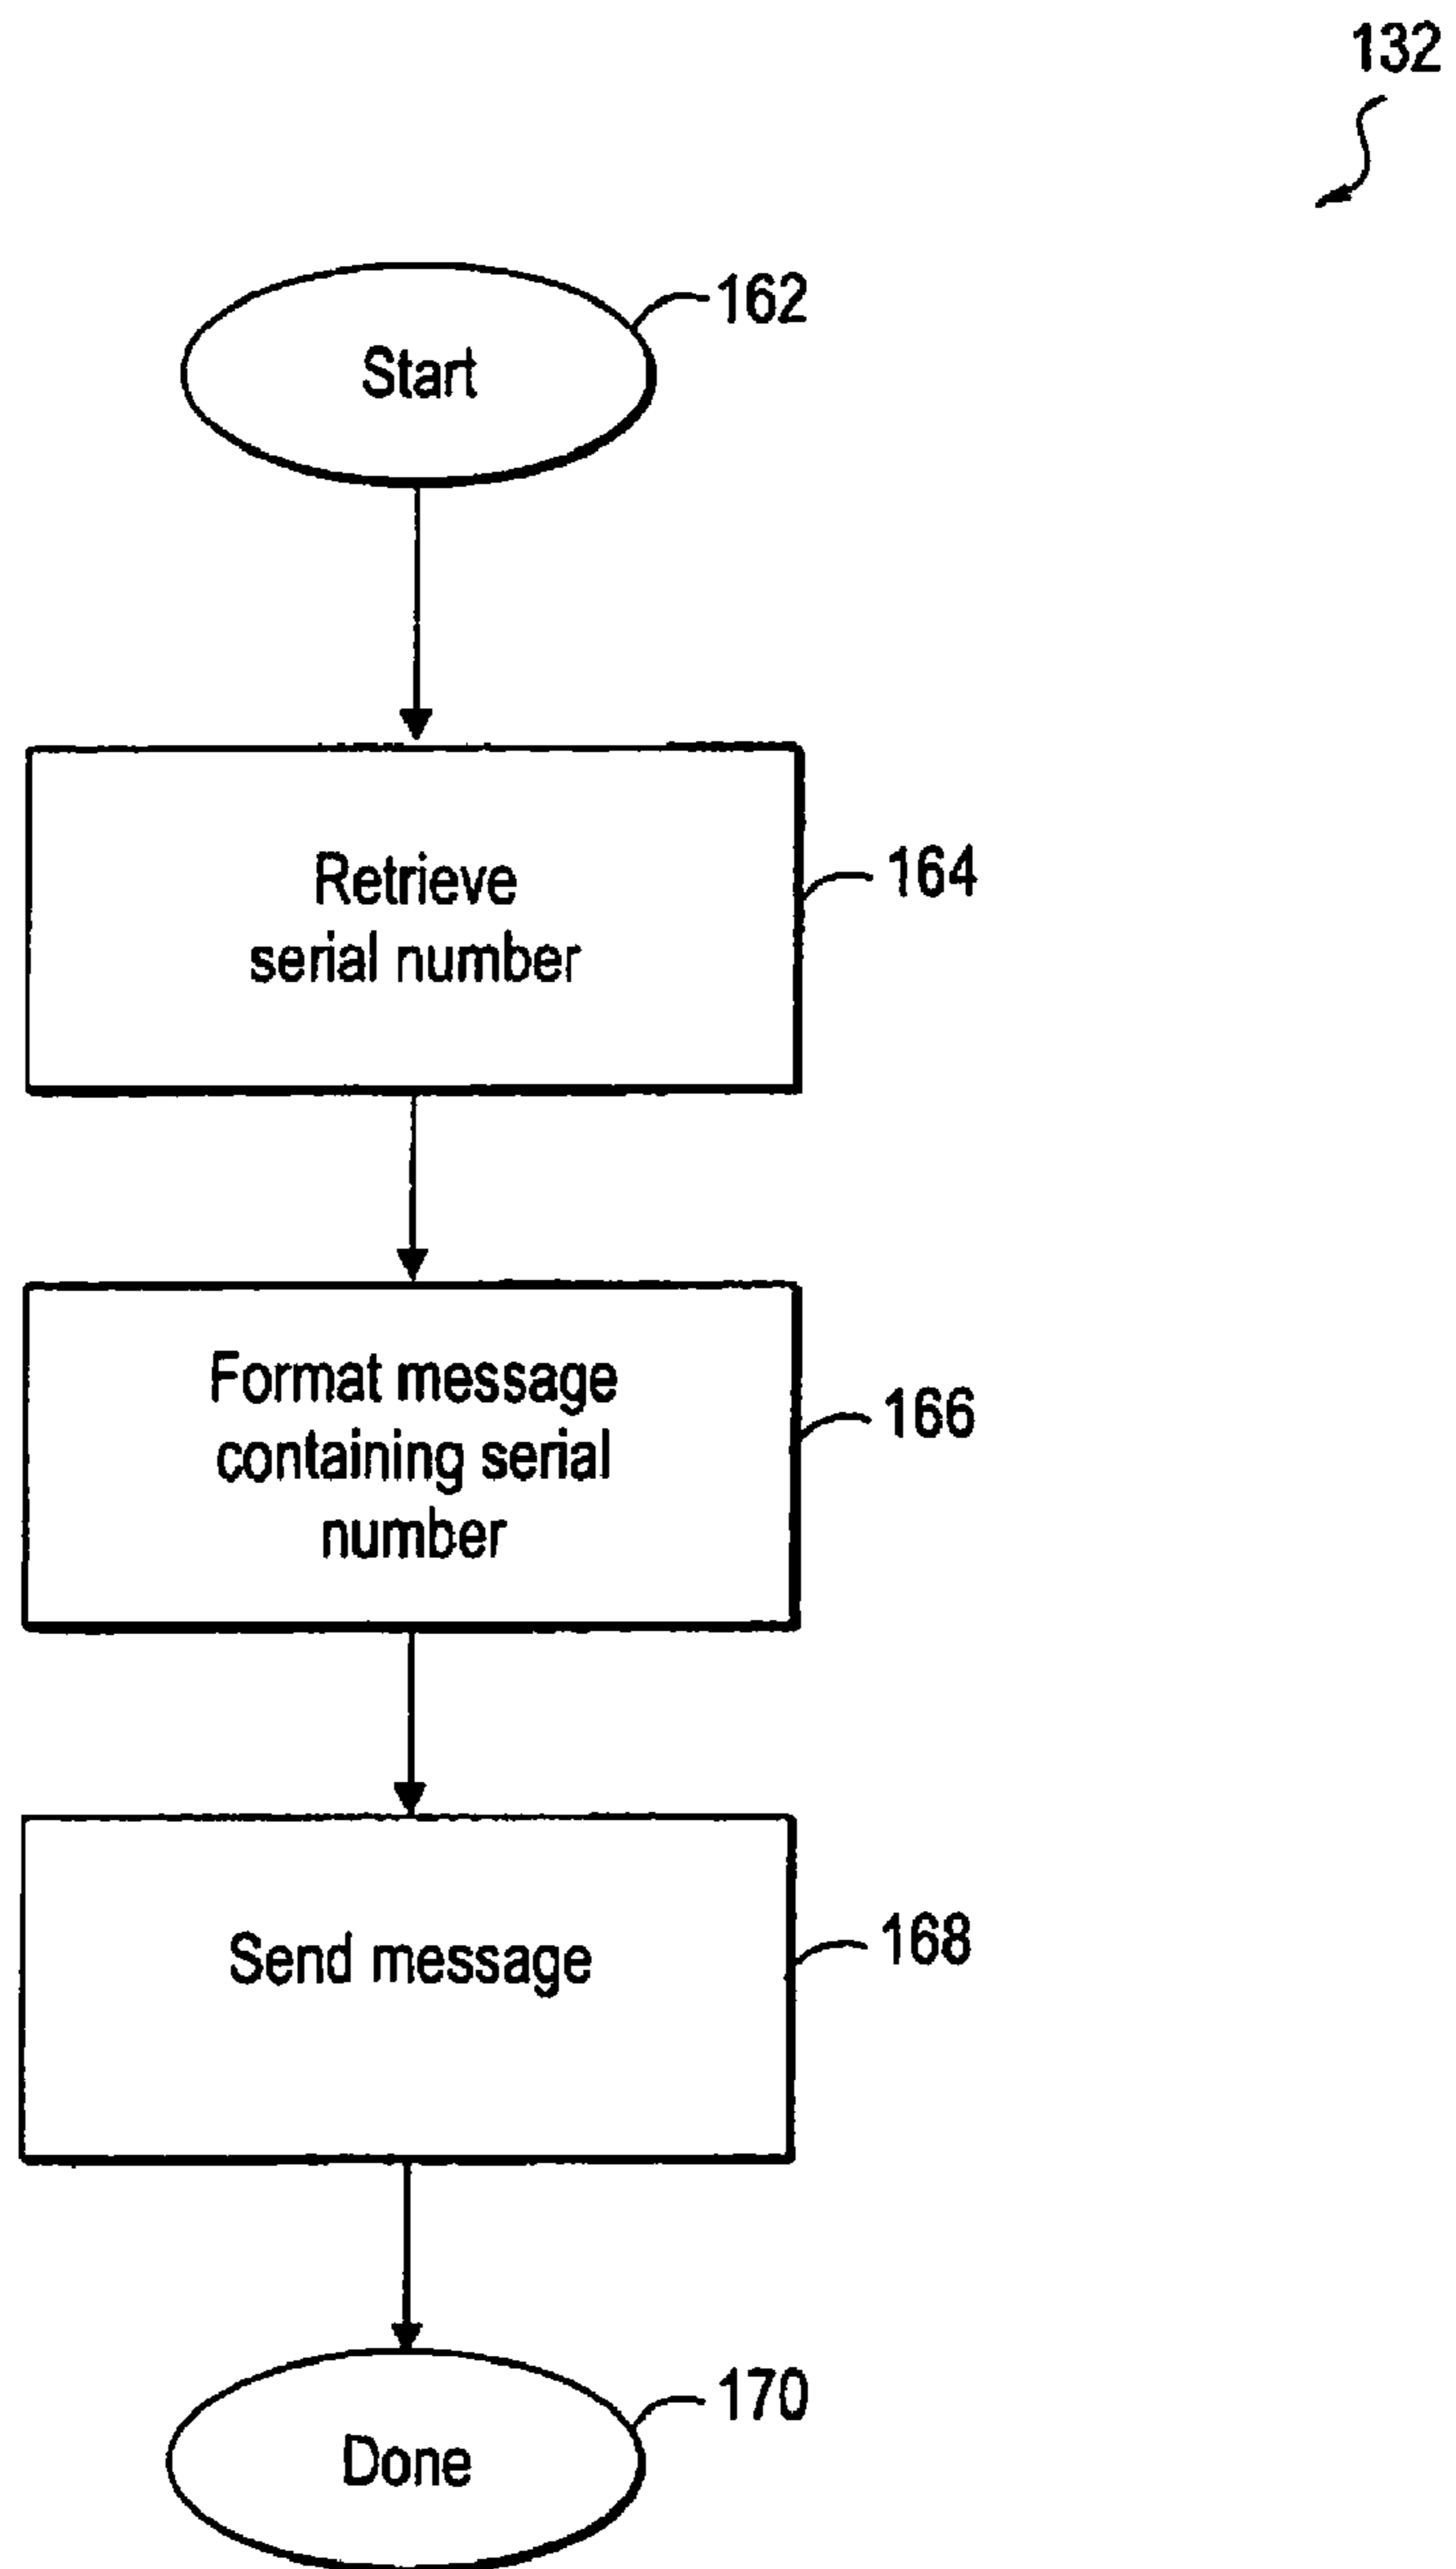 132
162
Start
164
Retrieve
serial number
166
Format message
containing serial
number
168
Send message
170
Done